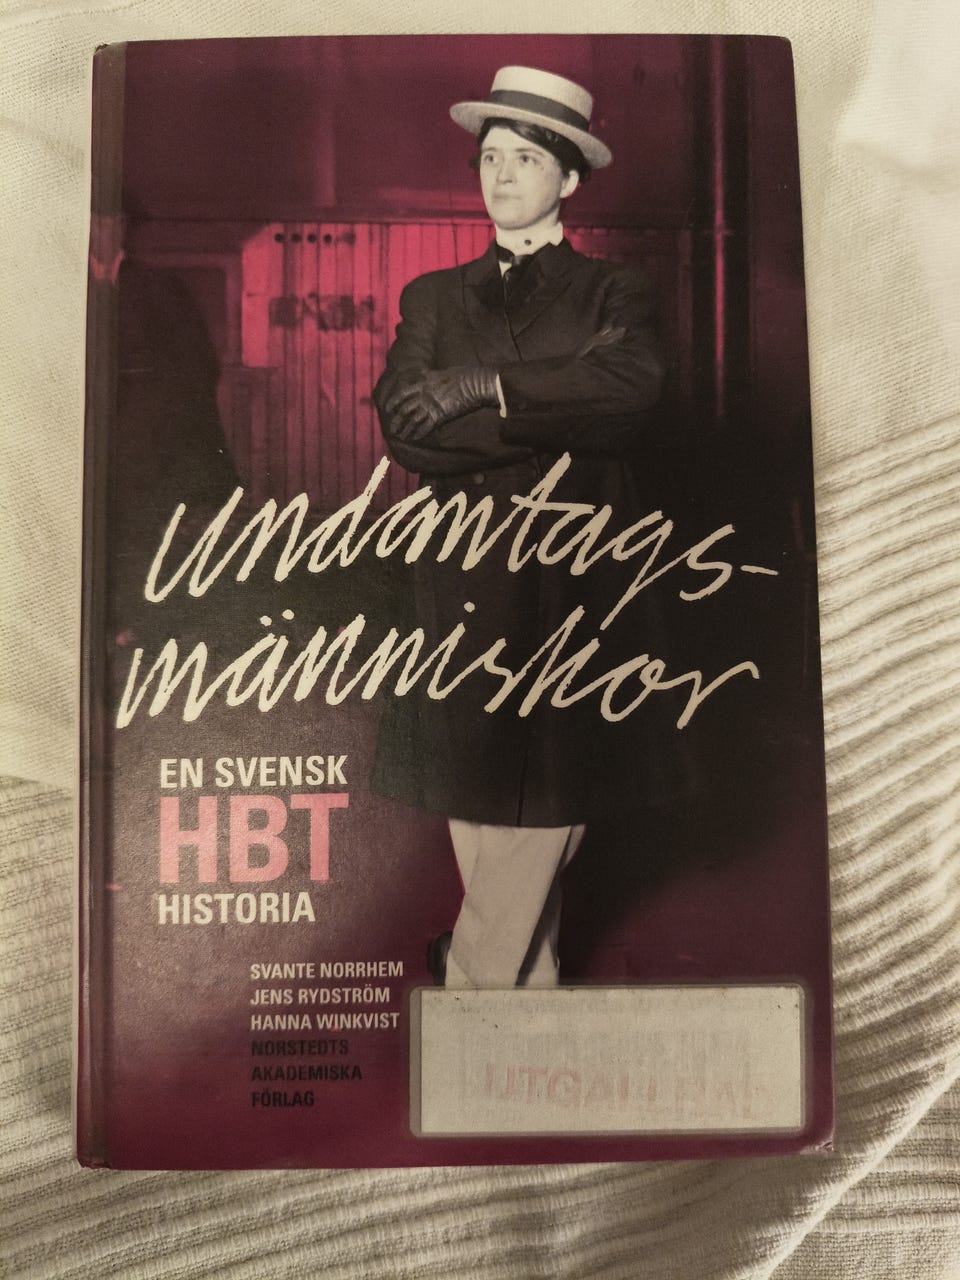 undantags-
människor
EN SVENSK
HBT
HISTORIA
SVANTE NORRHEM
JENS RYDSTRÖM
HANNA WINKVIST
NORSTEDTS
AKADEMISKA
FÖRLAG
UTGALLRAD